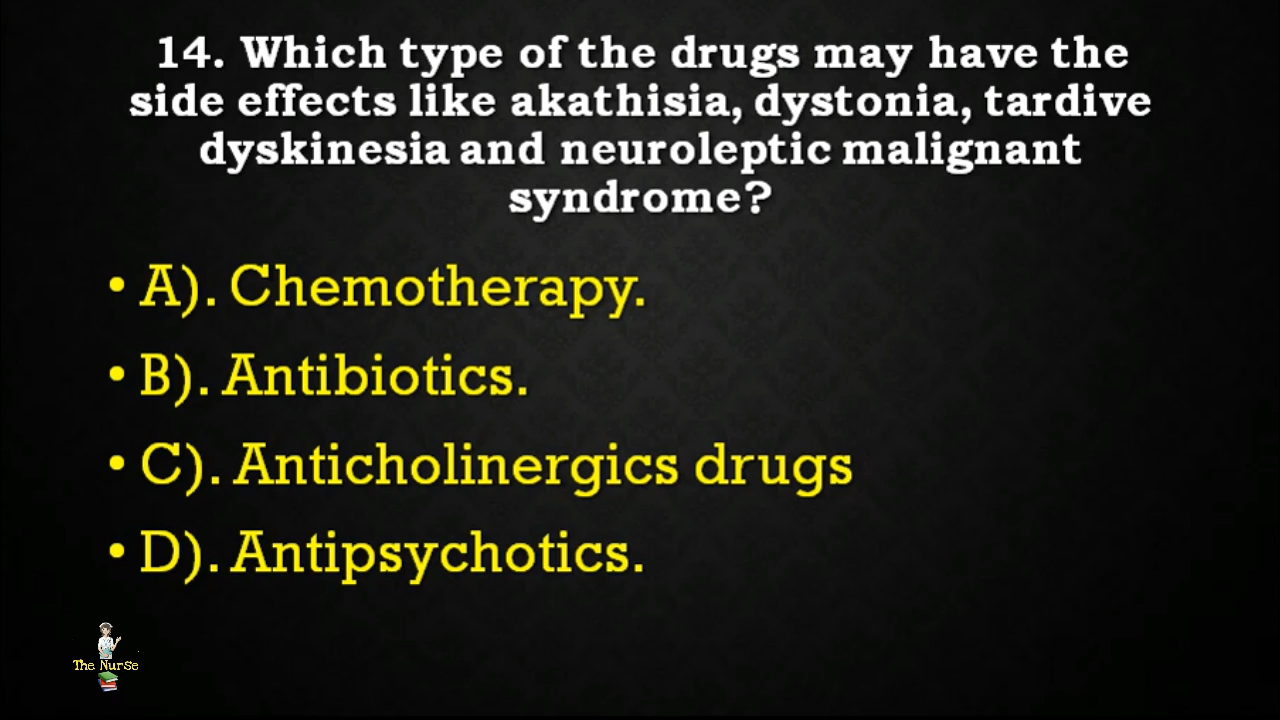 14. Which type of the drugs may have the
side effects like akathisia, dystonia, tardive
dyskinesia and neuroleptic malignant
syndrome?
• A). Chemotherapy.
• B). Antibiotics.
• C). Anticholinergics drugs
• D). Antipsychotics.
The Nurse